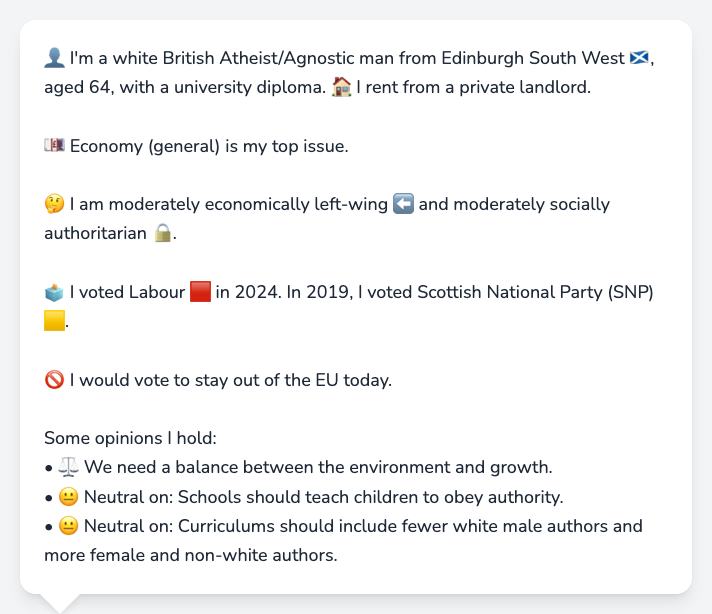 👤 I'm a white British Atheist/Agnostic man from Edinburgh South West 🏴󠁧󠁢󠁳󠁣󠁴󠁿,
aged 64, with a university diploma. 🏠 I rent from a private landlord.
💷 Economy (general) is my top issue.
🤔 I am moderately economically left-wing ⬅️ and moderately socially
authoritarian 🔒.
🗳️ I voted Labour 🟥 in 2024. In 2019, I voted Scottish National Party (SNP)
🟨.
🚫 I would vote to stay out of the EU today.
Some opinions I hold:
• ⚖️ We need a balance between the environment and growth.
• 😐 Neutral on: Schools should teach children to obey authority.
• 😐 Neutral on: Curriculums should include fewer white male authors and
more female and non-white authors.